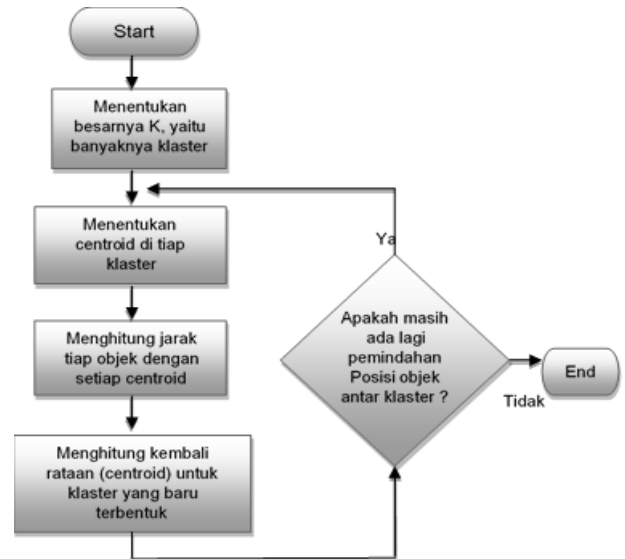 Start
Menentukan
besarnya K, yaitu
banyaknya klaster
Menentukan
centroid di tiap
klaster
Menghitung jarak
tiap objek dengan
setiap centroid
Menghitung kembali
rataan (centroid) untuk
klaster yang baru
terbentuk
Ya
Apakah masih
ada lagi
pemindahan
Posisi objek
antar klaster ?
Tidak
End